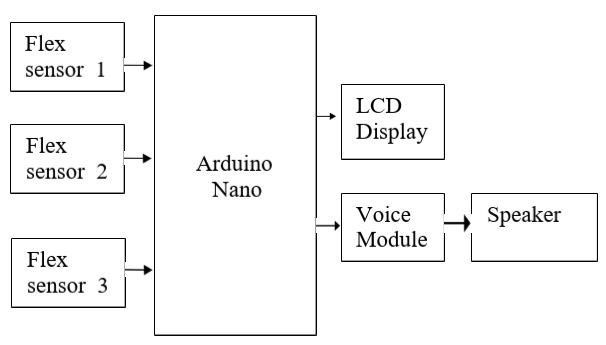 Flex
sensor 1
Flex
sensor 2
Flex
sensor 3
Arduino
Nano
LCD
Display
Voice
Module
Speaker